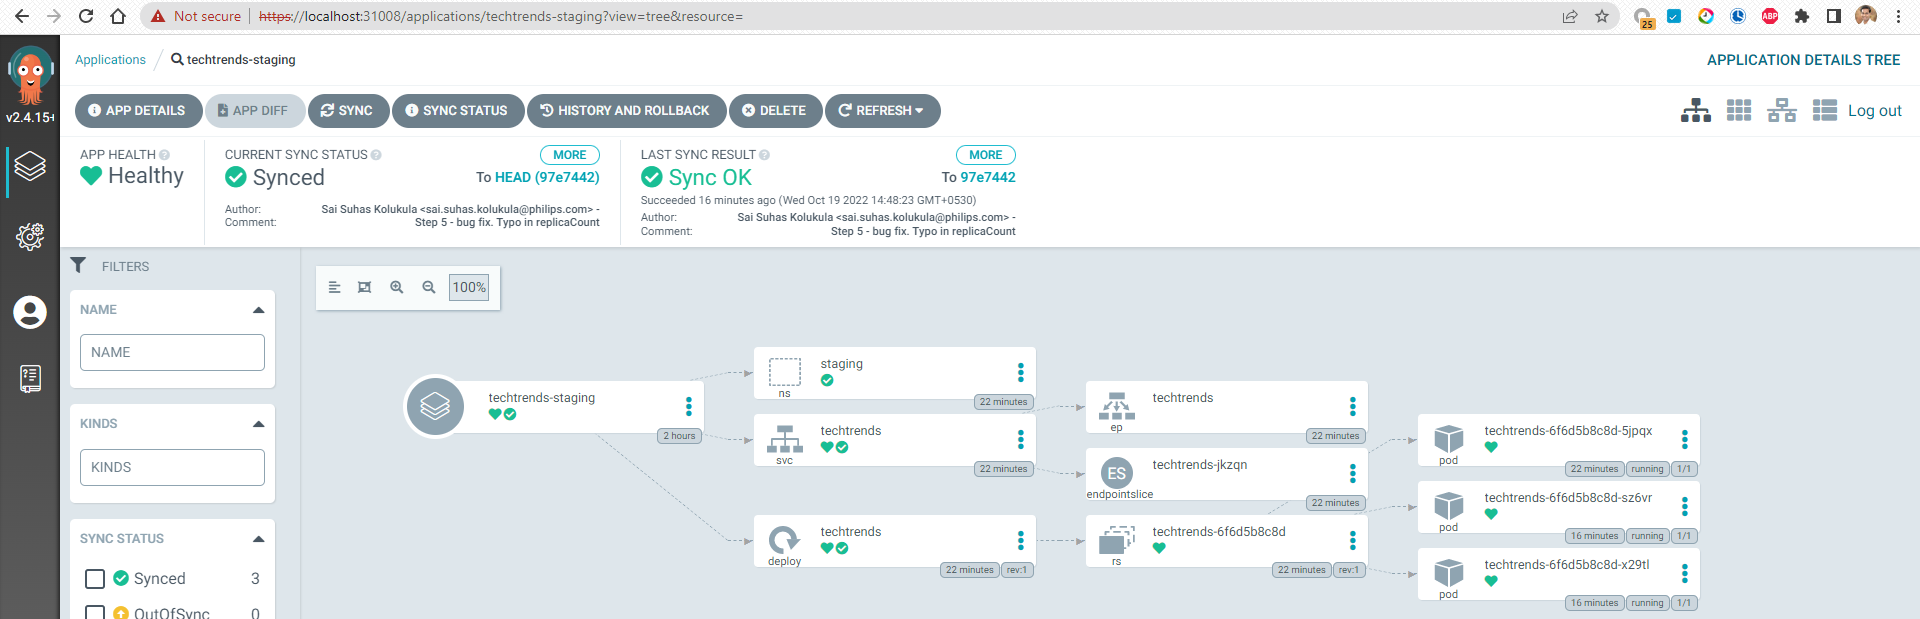 Not secure https://localhost:31008/applications/techtrends-staging?view=tree&resource=
25
ABP
v2.4.15+
Applications / techtrends-staging
APPLICATION DETAILS TREE
APP DETAILS APP DIFF SYNC SYNC STATUS HISTORY AND ROLLBACK DELETE REFRESH
Log out
APP HEALTH
Healthy
CURRENT SYNC STATUS MORE
Synced To HEAD (97e7442)
Author: Sai Suhas Kolukula <sai.suhas.kolukula@philips.com> -
Comment: Step 5 - bug fix. Typo in replicaCount
LAST SYNC RESULT MORE
Sync OK To 97e7442
Succeeded 16 minutes ago (Wed Oct 19 2022 14:48:23 GMT+0530)
Author: Sai Suhas Kolukula <sai.suhas.kolukula@philips.com> -
Comment: Step 5 - bug fix. Typo in replicaCount
FILTERS
NAME
NAME
KINDS
KINDS
SYNC STATUS
Synced 3
OutOfSync 0
100%
techtrends-staging
2 hours
staging
ns
22 minutes
techtrends
svc
22 minutes
techtrends
deploy
22 minutes rev:1
techtrends
ep
22 minutes
ES
techtrends-jkzqn
endpointslice
22 minutes
techtrends-6f6d5b8c8d
rs
22 minutes rev:1
techtrends-6f6d5b8c8d-5jpqx
pod
22 minutes running 1/1
techtrends-6f6d5b8c8d-sz6vr
pod
16 minutes running 1/1
techtrends-6f6d5b8c8d-x29tl
pod
16 minutes running 1/1